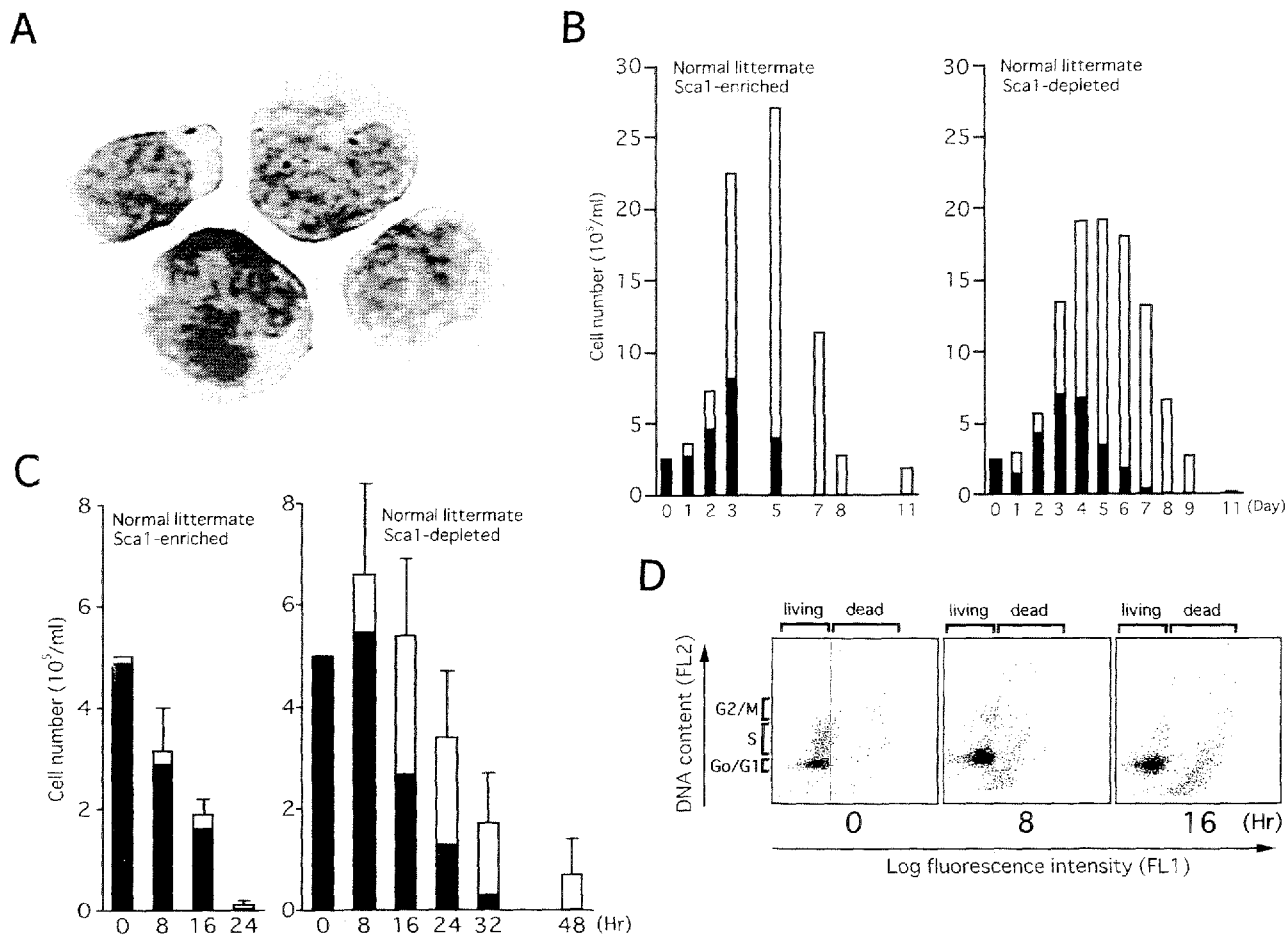 A
B
Normal littermate
Sca1-enriched
Normal littermate
Sca1-depleted
Cell number (10⁵/ml)
30
25
20
15
10
5
0
0 1 2 3 5 7 8 11
30
25
20
15
10
5
0
0 1 2 3 4 5 6 7 8 9 11 (Day)
C
Normal littermate
Sca1-enriched
Normal littermate
Sca1-depleted
Cell number (10⁵/ml)
8
6
4
2
0
0 8 16 24
8
6
4
2
0
0 8 16 24 32 48 (Hr)
D
living dead living dead living dead
DNA content (FL2)
G2/M
S
Go/G1
0 8 16 (Hr)
Log fluorescence intensity (FL1)